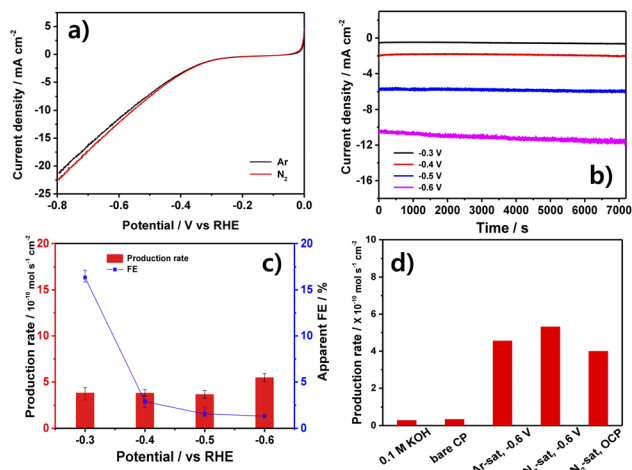 a)
Current density / mA cm⁻²
5
0
-5
-10
-15
-20
-25
-0.8
-0.6
-0.4
-0.2
0.0
Potential / V vs RHE
Ar
N₂
b)
Current density / mA cm⁻²
0
-4
-8
-12
-16
0
1000
2000
3000
4000
5000
6000
7000
Time / s
-0.3 V
-0.4 V
-0.5 V
-0.6 V
c)
Production rate / 10⁻¹⁰ mol s⁻¹ cm⁻²
20
15
10
5
0
-0.3
-0.4
-0.5
-0.6
Potential / vs RHE
Production rate
FE
Apparent FE / %
20
15
10
5
0
d)
Production rate / X 10⁻¹⁰ mol s⁻¹ cm⁻²
10
8
6
4
2
0
0.1 M KOH
bare CP
Ar-sat, -0.6 V
N₂-sat, -0.6 V
N₂-sat, OCP